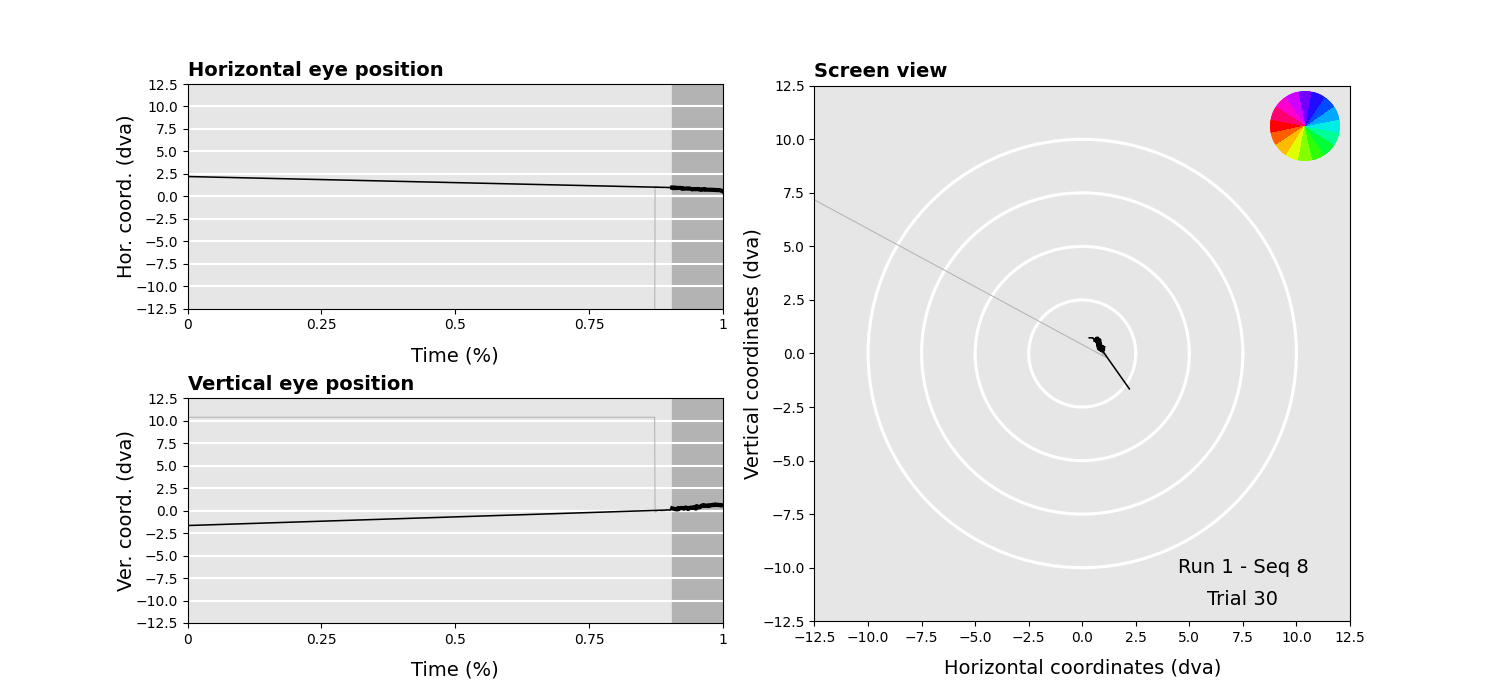 Horizontal eye position
Hor. coord. (dva)
12.5
10.0
7.5
5.0
2.5
0.0
−2.5
−5.0
−7.5
−10.0
−12.5
0 0.25 0.5 0.75 1
Time (%)
Vertical eye position
Ver. coord. (dva)
12.5
10.0
7.5
5.0
2.5
0.0
−2.5
−5.0
−7.5
−10.0
−12.5
0 0.25 0.5 0.75 1
Time (%)
Screen view
Vertical coordinates (dva)
12.5
10.0
7.5
5.0
2.5
0.0
−2.5
−5.0
−7.5
−10.0
−12.5
Run 1 - Seq 8
Trial 30
−12.5 −10.0 −7.5 −5.0 −2.5 0.0 2.5 5.0 7.5 10.0 12.5
Horizontal coordinates (dva)